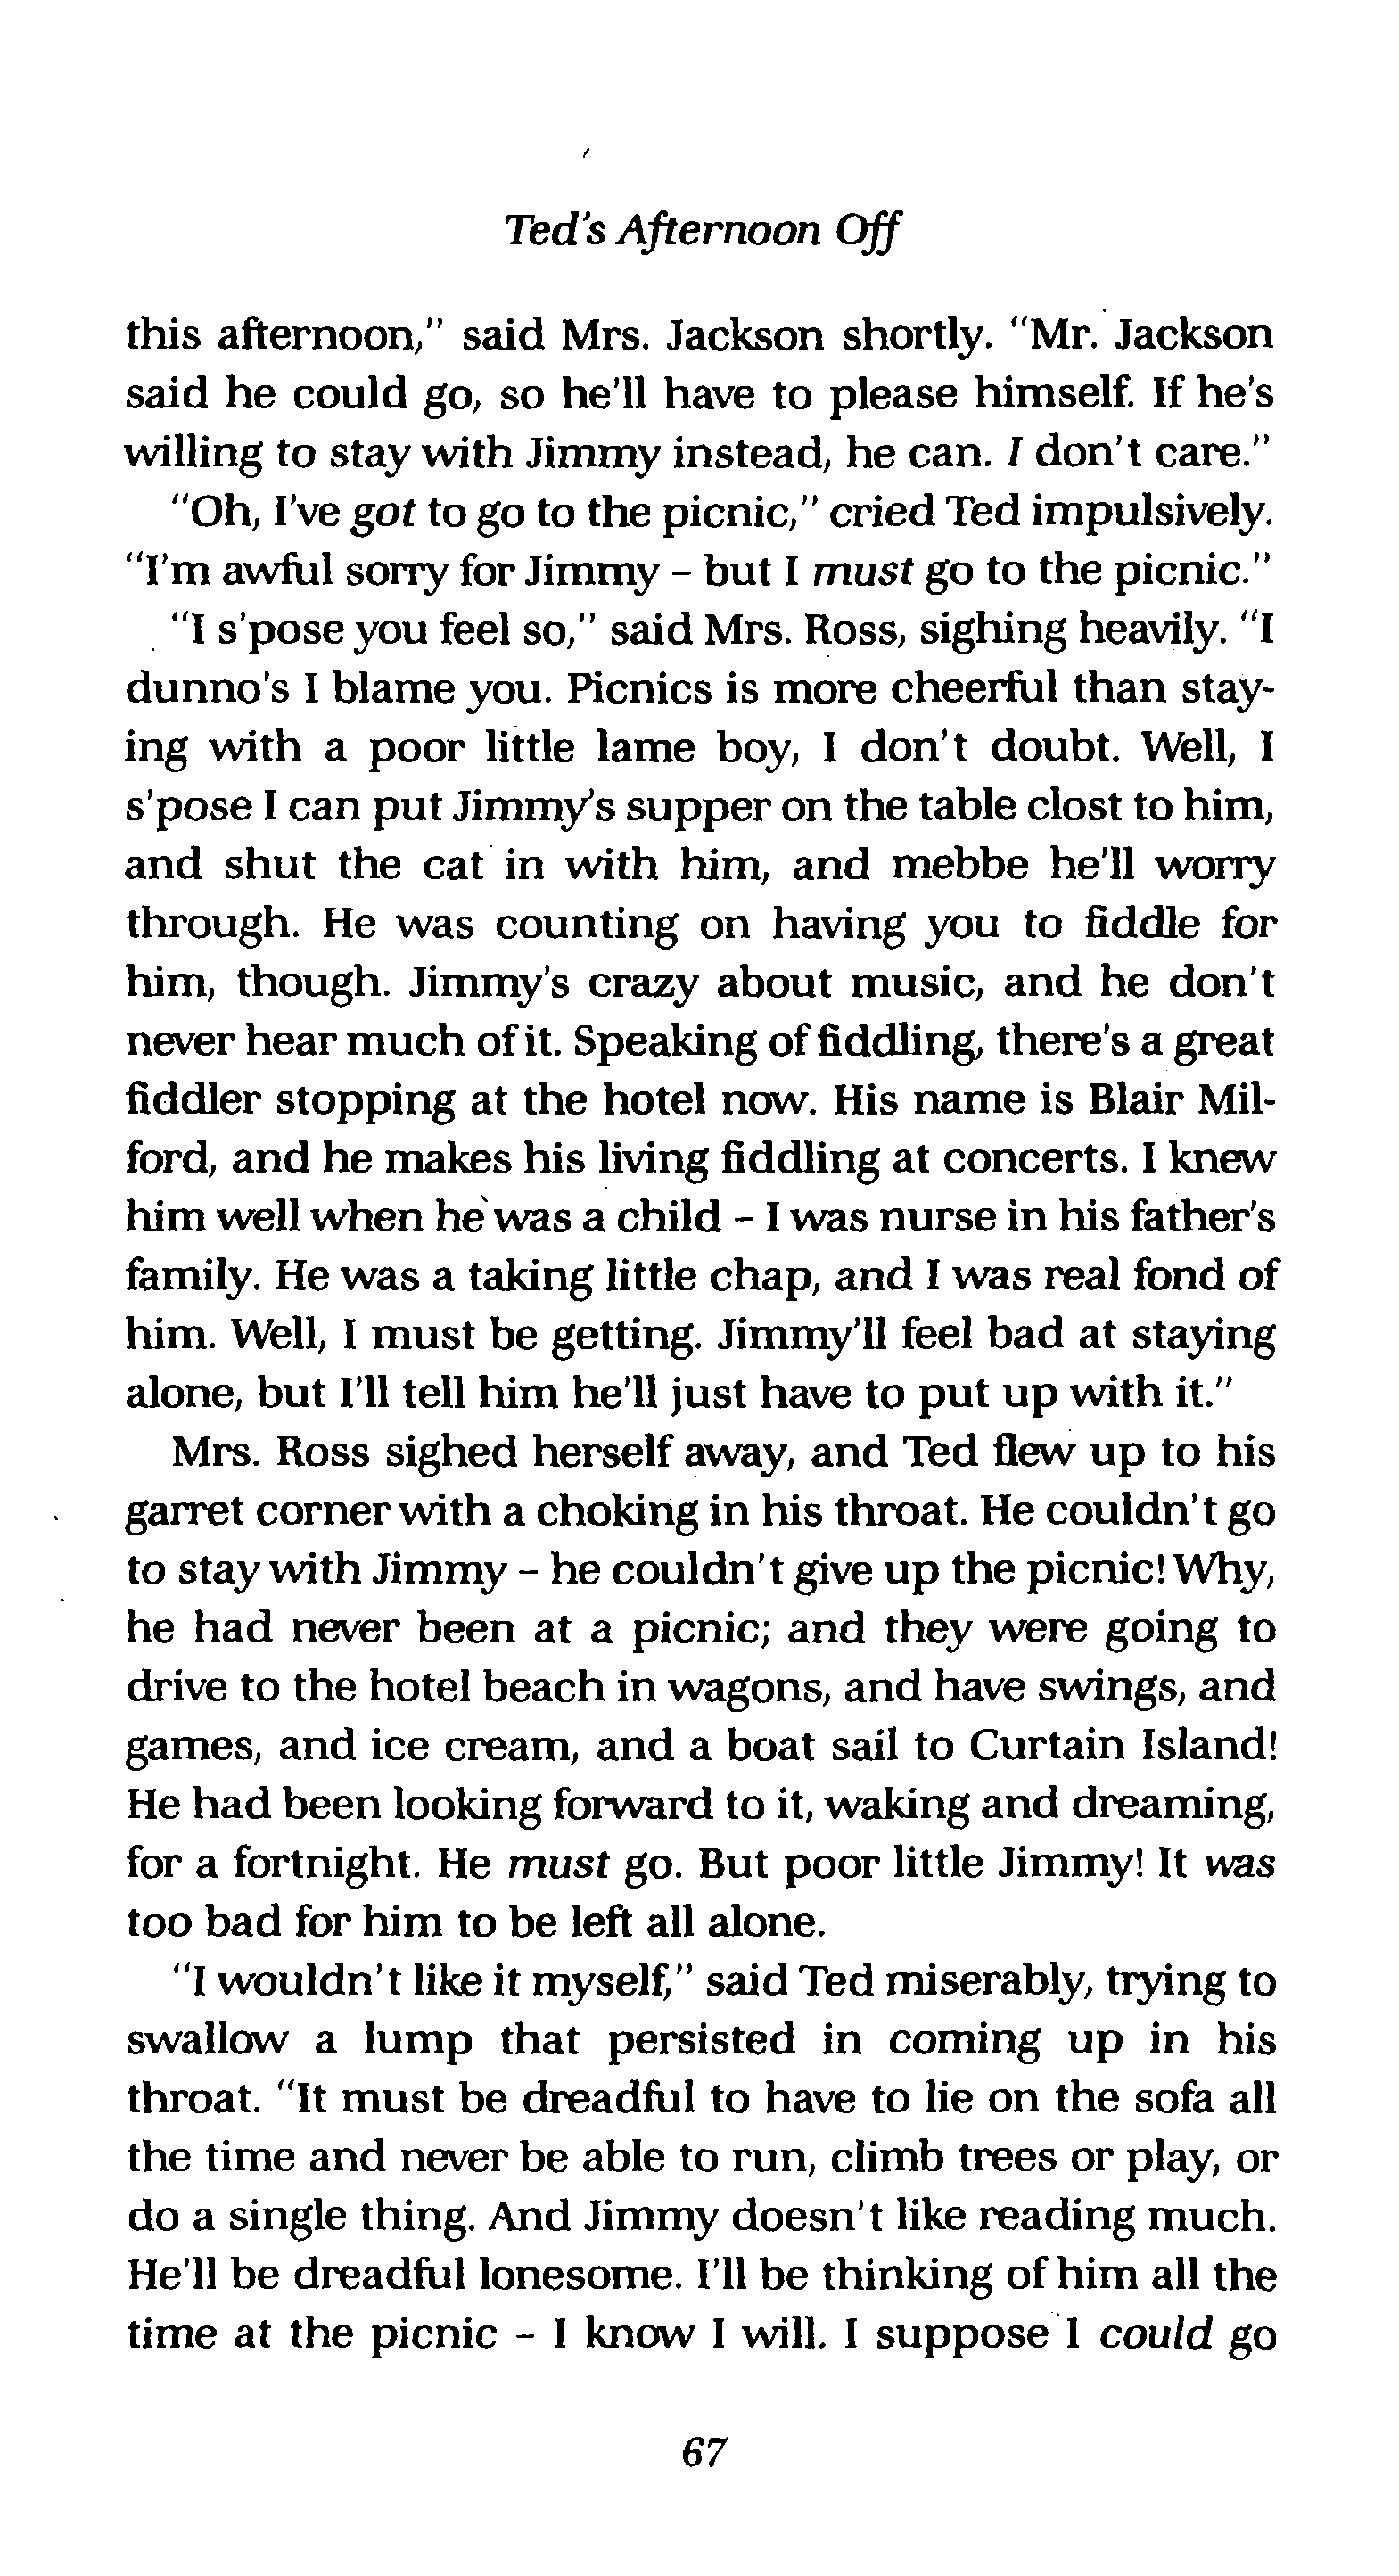 Ted's Afternoon Off
this afternoon," said Mrs. Jackson shortly. "Mr. Jackson
said he could go, so he'll have to please himself. If he's
willing to stay with Jimmy instead, he can. I don't care."
"Oh, I've got to go to the picnic," cried Ted impulsively.
"I'm awful sorry for Jimmy – but I must go to the picnic."
"I s'pose you feel so," said Mrs. Ross, sighing heavily. "I
dunno's I blame you. Picnics is more cheerful than stay-
ing with a poor little lame boy, I don't doubt. Well, I
s'pose I can put Jimmy's supper on the table clost to him,
and shut the cat in with him, and mebbe he'll worry
through. He was counting on having you to fiddle for
him, though. Jimmy's crazy about music, and he don't
never hear much of it. Speaking of fiddling, there's a great
fiddler stopping at the hotel now. His name is Blair Mil-
ford, and he makes his living fiddling at concerts. I knew
him well when he was a child – I was nurse in his father's
family. He was a taking little chap, and I was real fond of
him. Well, I must be getting. Jimmy'll feel bad at staying
alone, but I'll tell him he'll just have to put up with it."
Mrs. Ross sighed herself away, and Ted flew up to his
garret corner with a choking in his throat. He couldn't go
to stay with Jimmy – he couldn't give up the picnic! Why,
he had never been at a picnic; and they were going to
drive to the hotel beach in wagons, and have swings, and
games, and ice cream, and a boat sail to Curtain Island!
He had been looking forward to it, waking and dreaming,
for a fortnight. He must go. But poor little Jimmy! It was
too bad for him to be left all alone.
"I wouldn't like it myself," said Ted miserably, trying to
swallow a lump that persisted in coming up in his
throat. "It must be dreadful to have to lie on the sofa all
the time and never be able to run, climb trees or play, or
do a single thing. And Jimmy doesn't like reading much.
He'll be dreadful lonesome. I'll be thinking of him all the
time at the picnic – I know I will. I suppose I could go
67